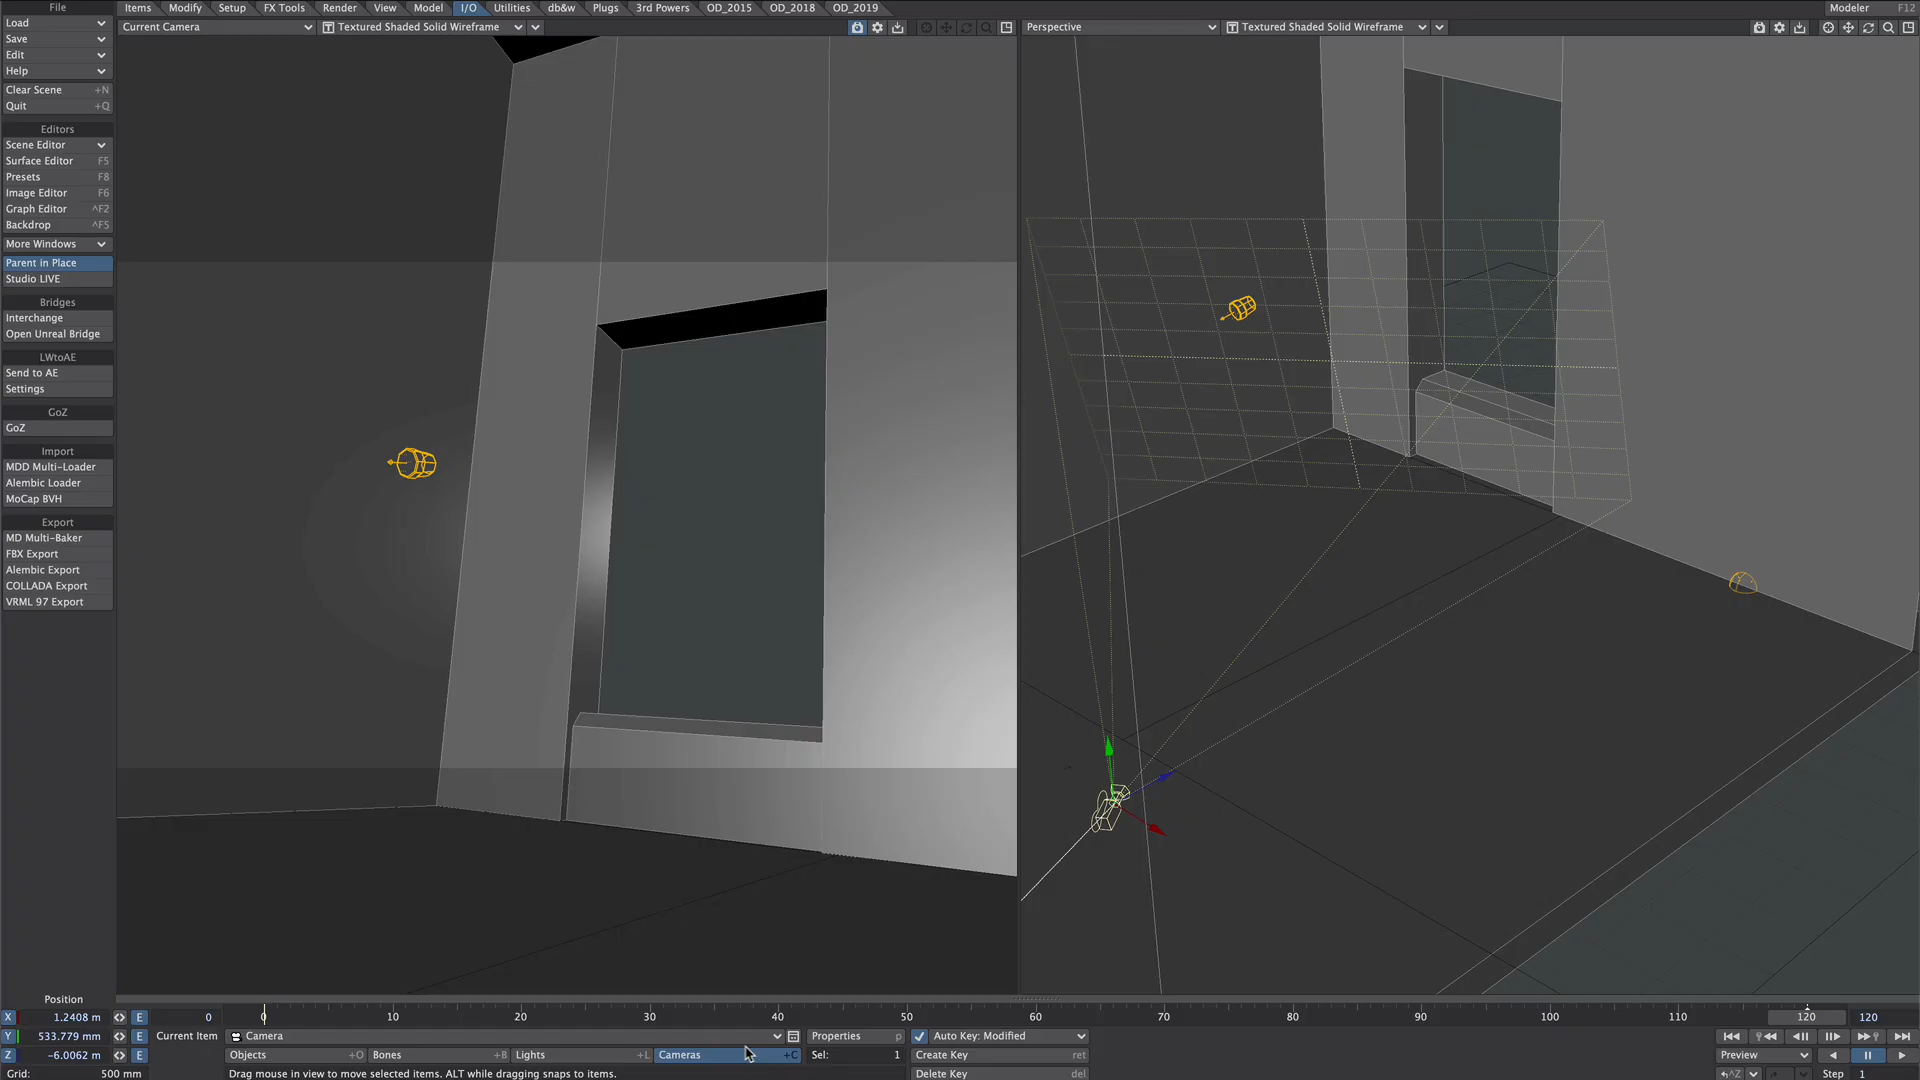 File
Items
Modify
Setup
FX Tools
Render
View
Model
I/O
Utilities
db&w
Plugs
3rd Powers
OD_2015
OD_2018
OD_2019
Modeler
F12
Load
Save
Edit
Help
Clear Scene +N
Quit +Q
Editors
Scene Editor
Surface Editor F5
Presets F8
Image Editor F6
Graph Editor ^F2
Backdrop ^F5
More Windows
Parent in Place
Studio LIVE
Bridges
Interchange
Open Unreal Bridge
LWtoAE
Send to AE
Settings
GoZ
GoZ
Import
MDD Multi-Loader
Alembic Loader
MoCap BVH
Export
MD Multi-Baker
FBX Export
Alembic Export
COLLADA Export
VRML 97 Export
Current Camera
T Textured Shaded Solid Wireframe
Perspective
T Textured Shaded Solid Wireframe
Position
X 1.2408 m E
Y 533.779 mm E
Z -6.0062 m E
Grid: 500 mm
0
0 10 20 30 40 50 60 70 80 90 100 110 120
120
Current Item
Camera
Properties p
Auto Key: Modified
Objects +O
Bones +B
Lights +L
Cameras +C
Sel: 1
Create Key ret
Delete Key del
Drag mouse in view to move selected items. ALT while dragging snaps to items.
Preview
^Z
Step 1